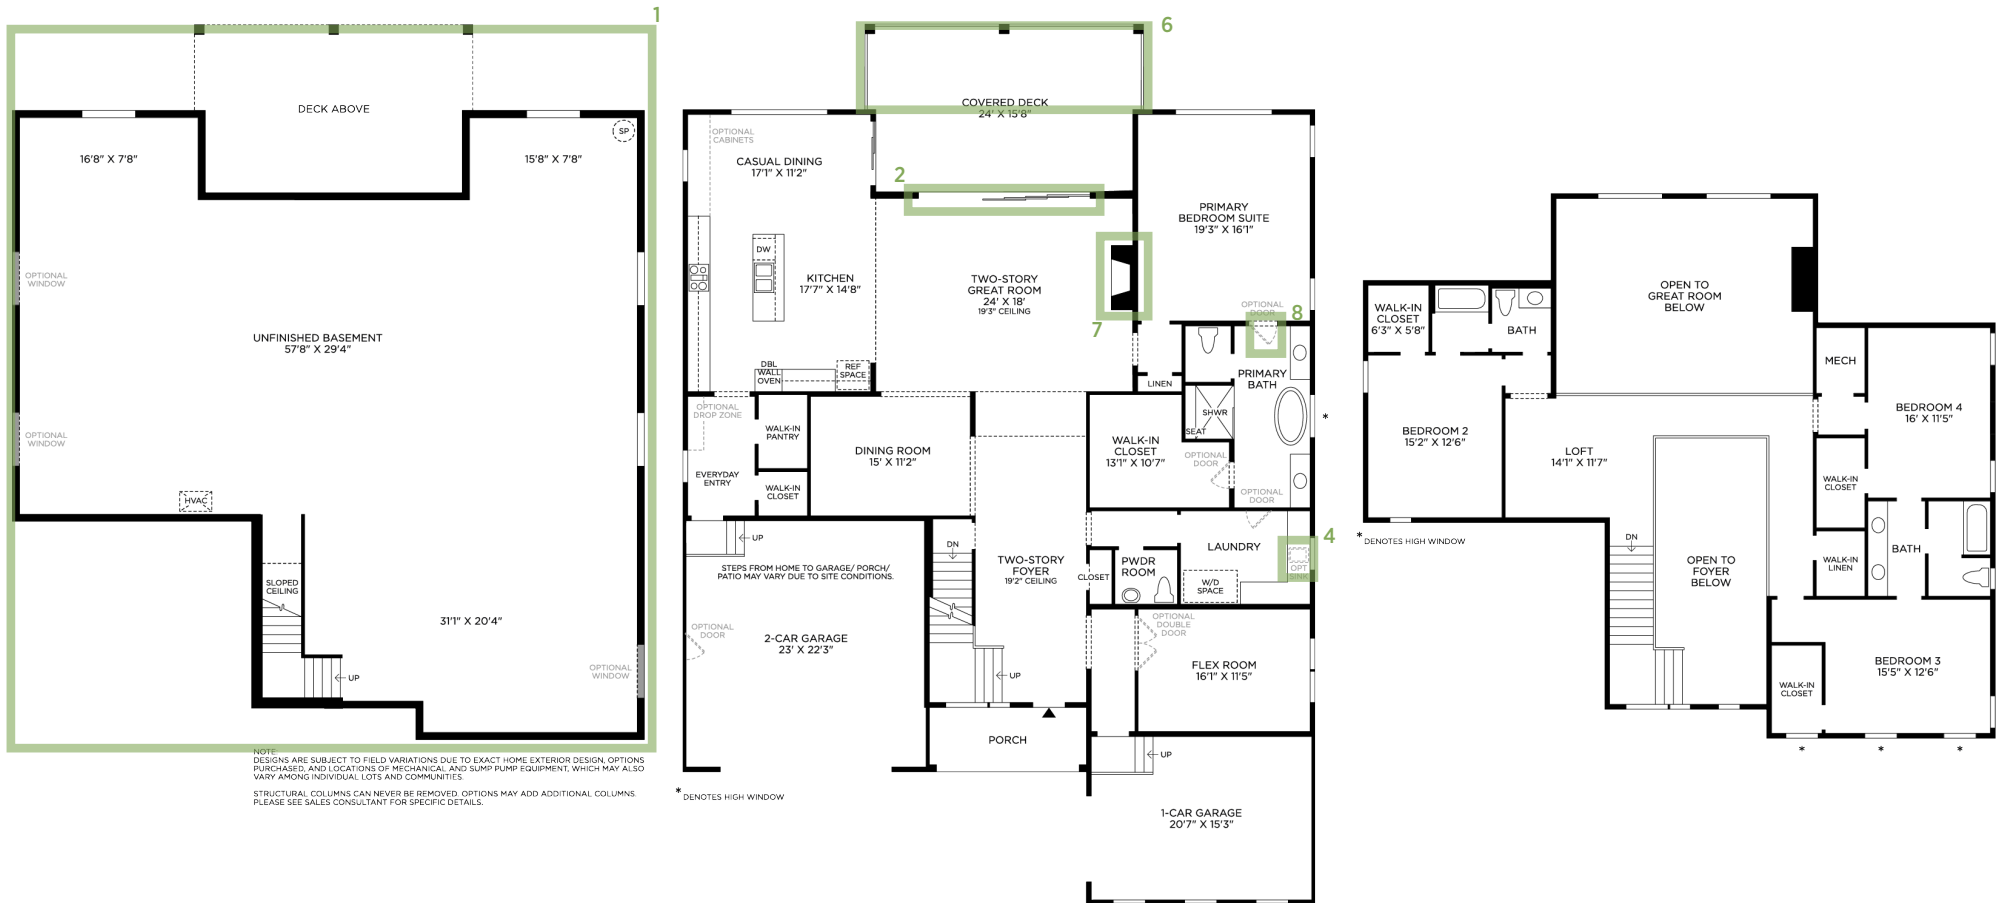 1
DECK ABOVE
16'8" X 7'8"
15'8" X 7'8"
SP
OPTIONAL
WINDOW
UNFINISHED BASEMENT
57'8" X 29'4"
OPTIONAL
WINDOW
HVAC
SLOPED
CEILING
31'1" X 20'4"
OPTIONAL
WINDOW
UP
NOTE:
DESIGNS ARE SUBJECT TO FIELD VARIATIONS DUE TO EXACT HOME EXTERIOR DESIGN, OPTIONS
PURCHASED, AND LOCATIONS OF MECHANICAL AND SUMP PUMP EQUIPMENT, WHICH MAY ALSO
VARY AMONG INDIVIDUAL LOTS AND COMMUNITIES.
STRUCTURAL COLUMNS CAN NEVER BE REMOVED. OPTIONS MAY ADD ADDITIONAL COLUMNS.
PLEASE SEE SALES CONSULTANT FOR SPECIFIC DETAILS.
6
COVERED DECK
24' X 15'8"
OPTIONAL
CABINETS
CASUAL DINING
17'1" X 11'2"
2
PRIMARY
BEDROOM SUITE
19'3" X 16'1"
DW
KITCHEN
17'7" X 14'8"
TWO-STORY
GREAT ROOM
24' X 18'
19'3" CEILING
7
OPTIONAL
DOOR
8
DBL
WALL
OVEN
REF
SPACE
LINEN
PRIMARY
BATH
SHWR
SEAT
*
OPTIONAL
DROP ZONE
WALK-IN
PANTRY
DINING ROOM
15' X 11'2"
WALK-IN
CLOSET
13'1" X 10'7"
OPTIONAL
DOOR
EVERYDAY
ENTRY
WALK-IN
CLOSET
OPTIONAL
DOOR
UP
DN
LAUNDRY
4
OPT
SINK
STEPS FROM HOME TO GARAGE/ PORCH/
PATIO MAY VARY DUE TO SITE CONDITIONS.
TWO-STORY
FOYER
19'2" CEILING
CLOSET
PWDR
ROOM
W/D
SPACE
OPTIONAL
DOOR
2-CAR GARAGE
23' X 22'3"
OPTIONAL
DOUBLE
DOOR
FLEX ROOM
16'1" X 11'5"
UP
PORCH
UP
* DENOTES HIGH WINDOW
1-CAR GARAGE
20'7" X 15'3"
OPEN TO
GREAT ROOM
BELOW
WALK-IN
CLOSET
6'3" X 5'8"
BATH
MECH
BEDROOM 2
15'2" X 12'6"
BEDROOM 4
16' X 11'5"
LOFT
14'1" X 11'7"
WALK-IN
CLOSET
* DENOTES HIGH WINDOW
DN
OPEN TO
FOYER
BELOW
WALK-IN
LINEN
BATH
BEDROOM 3
15'5" X 12'6"
WALK-IN
CLOSET
* * *